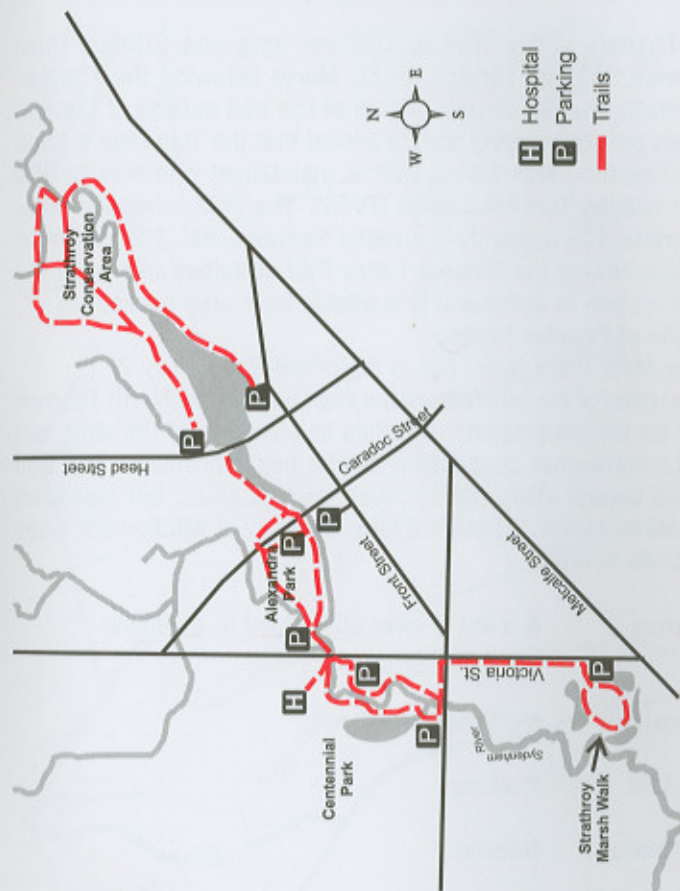 Strathroy
Conservation
Area
N
E
S
W
H Hospital
P Parking
Trails
P
P
Head Street
Caradoc Street
P
P
Alexandra
Park
P
Front Street
Metcalfe Street
H
P
Centennial
Park
P
Victoria St.
P
River
Sydenham
Strathroy
Marsh Walk